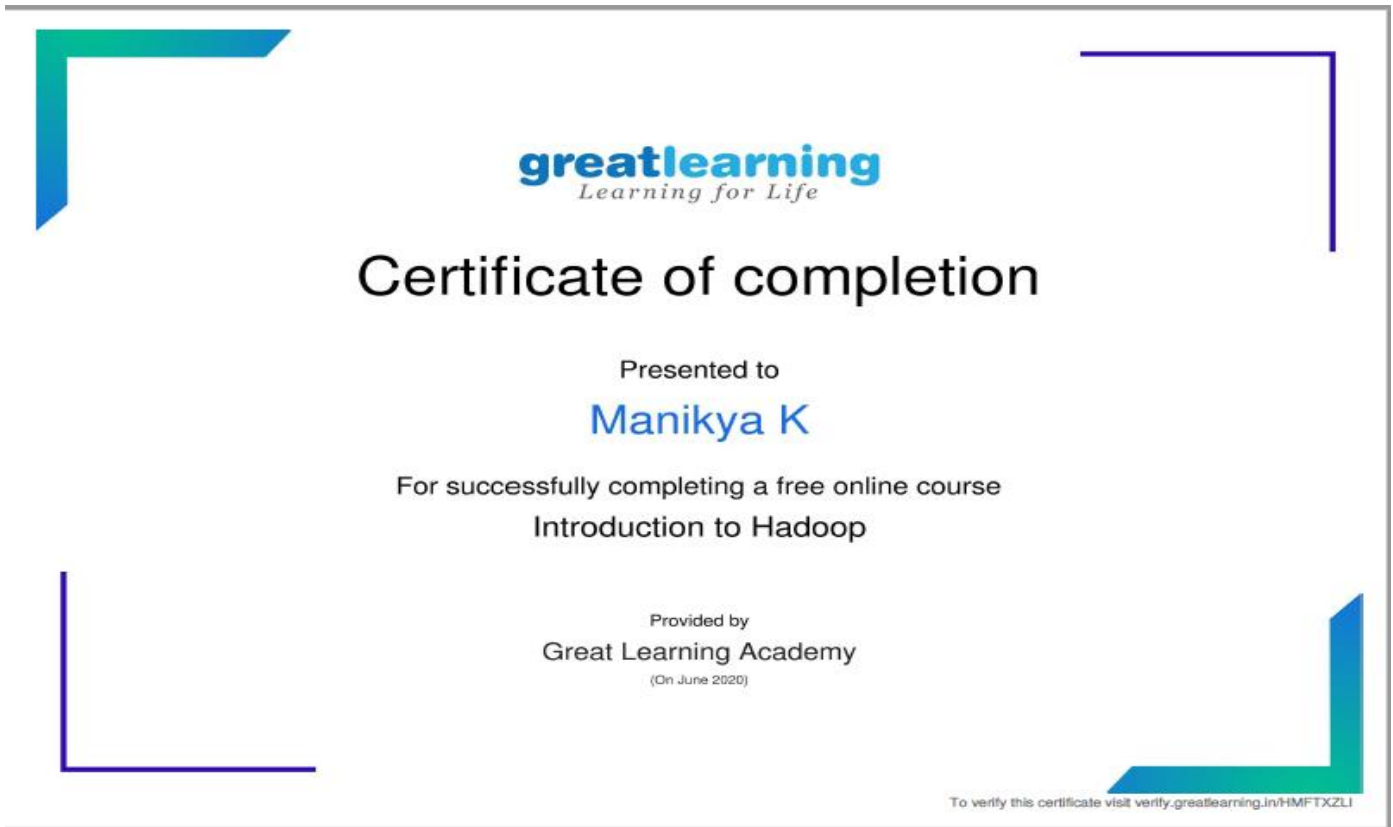 greatlearning
Learning for Life
Certificate of completion
Presented to
Manikya K
For successfully completing a free online course
Introduction to Hadoop
Provided by
Great Learning Academy
(On June 2020)
To verify this certificate visit verify.greatlearning.in/HMFTXZLI